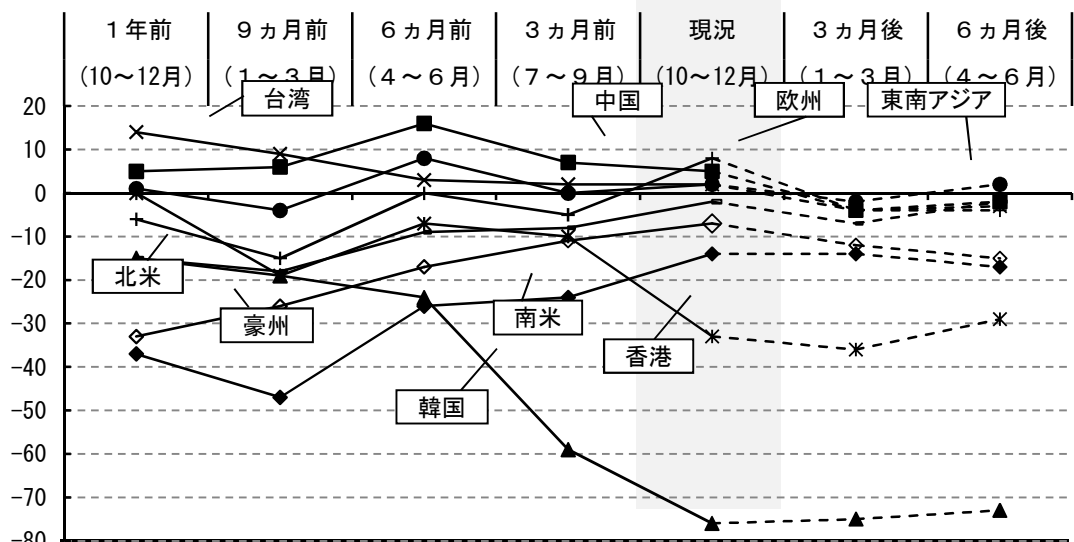 １年前 ９ヵ月前 ６ヵ月前 ３ヵ月前 現況 ３ヵ月後 ６ヵ月後
（10～12月） （１～３月） （４～６月） （７～９月） （10～12月） （１～３月） （４～６月）
台湾 中国 欧州 東南アジア
20
10
0
-10
北米
-20
豪州 南米
-30
香港
-40
韓国
-50
-60
-70
-80